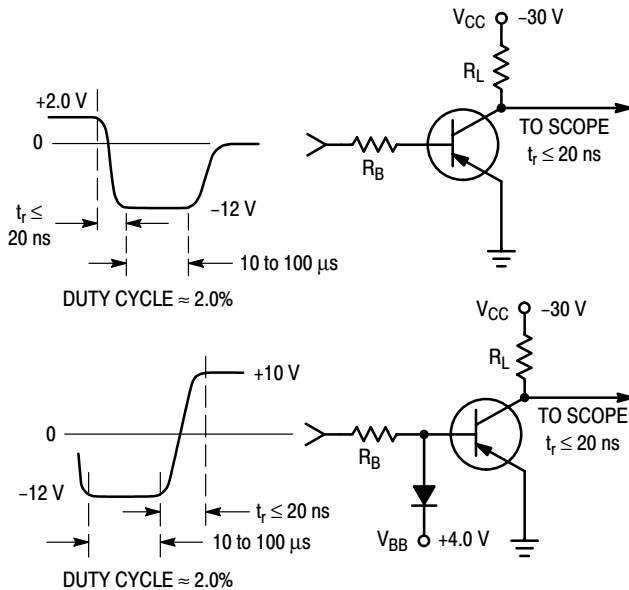 V_CC -30 V
R_L
+2.0 V
0
TO SCOPE
t_r ≤ 20 ns
R_B
-12 V
t_r ≤
20 ns
10 to 100 μs
DUTY CYCLE ≈ 2.0%
V_CC -30 V
R_L
+10 V
0
TO SCOPE
t_r ≤ 20 ns
R_B
-12 V
t_r ≤ 20 ns
V_BB +4.0 V
10 to 100 μs
DUTY CYCLE ≈ 2.0%